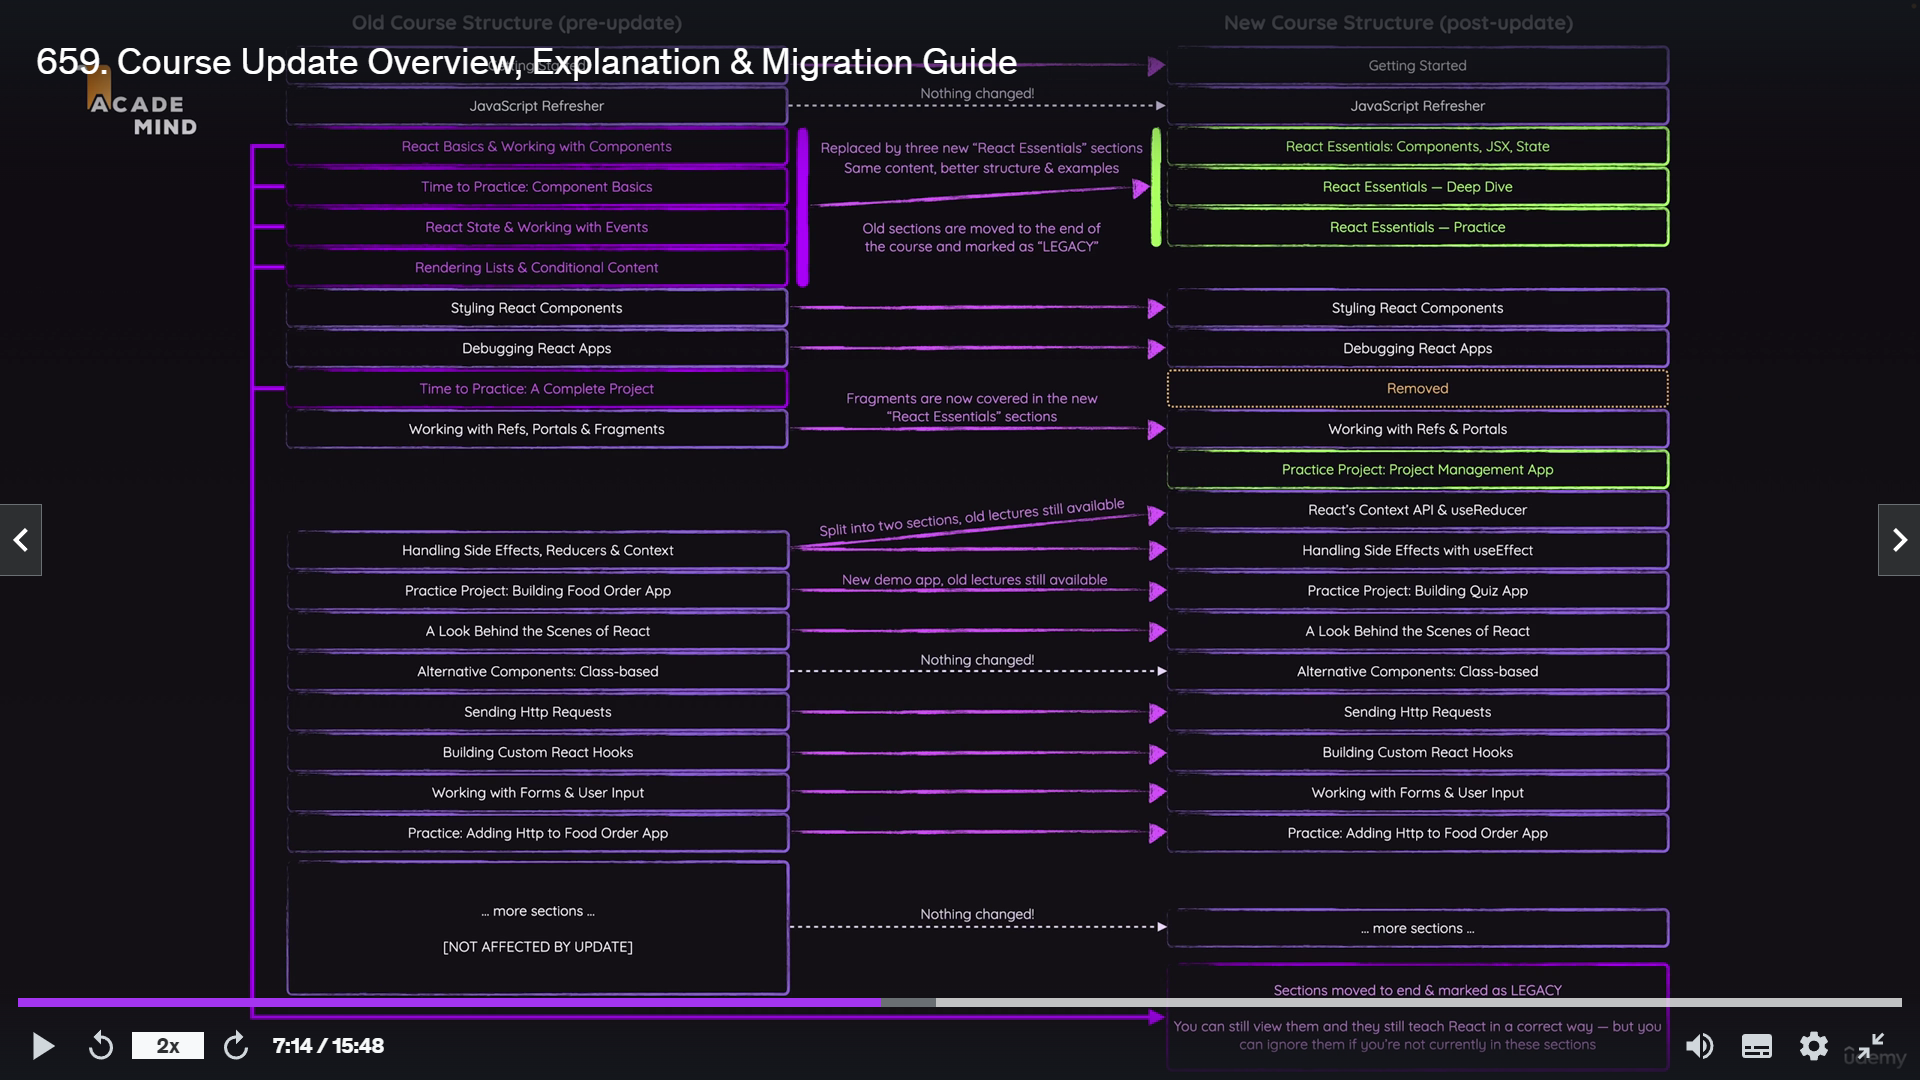 Old Course Structure (pre-update)
New Course Structure (post-update)
659. Course Update Overview, Explanation & Migration Guide
Getting Started
Getting Started
ACADE
MIND
JavaScript Refresher
Nothing changed!
JavaScript Refresher
React Basics & Working with Components
Time to Practice: Component Basics
React State & Working with Events
Rendering Lists & Conditional Content
Replaced by three new “React Essentials” sections
Same content, better structure & examples
Old sections are moved to the end of
the course and marked as “LEGACY”
React Essentials: Components, JSX, State
React Essentials — Deep Dive
React Essentials — Practice
Styling React Components
Styling React Components
Debugging React Apps
Debugging React Apps
Time to Practice: A Complete Project
Removed
Fragments are now covered in the new
“React Essentials” sections
Working with Refs, Portals & Fragments
Working with Refs & Portals
Practice Project: Project Management App
Split into two sections, old lectures still available
React’s Context API & useReducer
Handling Side Effects, Reducers & Context
Handling Side Effects with useEffect
Practice Project: Building Food Order App
New demo app, old lectures still available
Practice Project: Building Quiz App
A Look Behind the Scenes of React
A Look Behind the Scenes of React
Alternative Components: Class-based
Nothing changed!
Alternative Components: Class-based
Sending Http Requests
Sending Http Requests
Building Custom React Hooks
Building Custom React Hooks
Working with Forms & User Input
Working with Forms & User Input
Practice: Adding Http to Food Order App
Practice: Adding Http to Food Order App
... more sections ...
[NOT AFFECTED BY UPDATE]
Nothing changed!
... more sections ...
Sections moved to end & marked as LEGACY
You can still view them and they still teach React in a correct way — but you
can ignore them if you’re not currently in these sections
2x
7:14 / 15:48
udemy